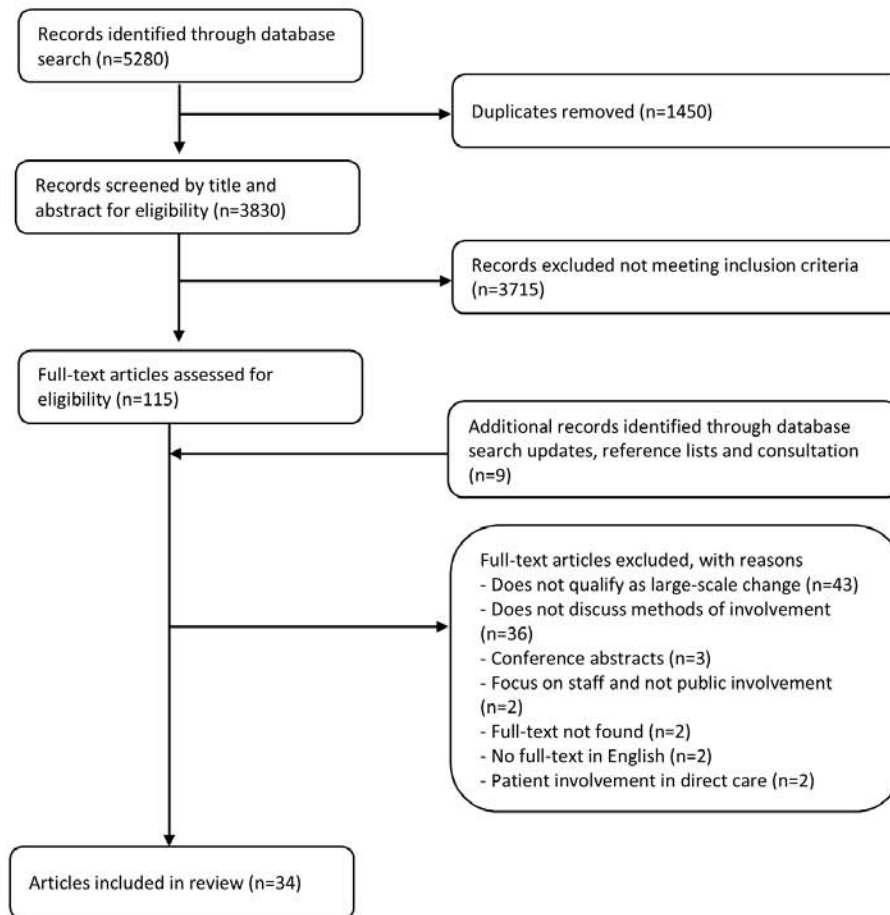 Records identified through database
search (n=5280)
Duplicates removed (n=1450)
Records screened by title and
abstract for eligibility (n=3830)
Records excluded not meeting inclusion criteria
(n=3715)
Full-text articles assessed for
eligibility (n=115)
Additional records identified through database
search updates, reference lists and consultation
(n=9)
Full-text articles excluded, with reasons
- Does not qualify as large-scale change (n=43)
- Does not discuss methods of involvement
(n=36)
- Conference abstracts (n=3)
- Focus on staff and not public involvement
(n=2)
- Full-text not found (n=2)
- No full-text in English (n=2)
- Patient involvement in direct care (n=2)
Articles included in review (n=34)